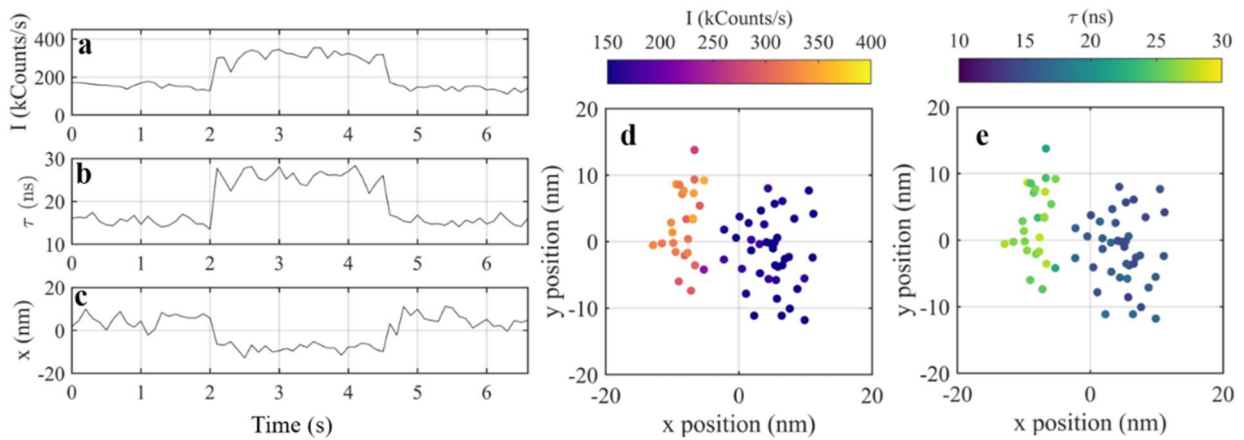 a
I (kCounts/s)
400
200
0
0 1 2 3 4 5 6
b
τ (ns)
30
20
10
0 1 2 3 4 5 6
c
x (nm)
20
0
-20
0 1 2 3 4 5 6
Time (s)
I (kCounts/s)
150 200 250 300 350 400
d
y position (nm)
20
10
0
-10
-20
-20 0 20
x position (nm)
τ (ns)
10 15 20 25 30
e
y position (nm)
20
10
0
-10
-20
-20 0 20
x position (nm)